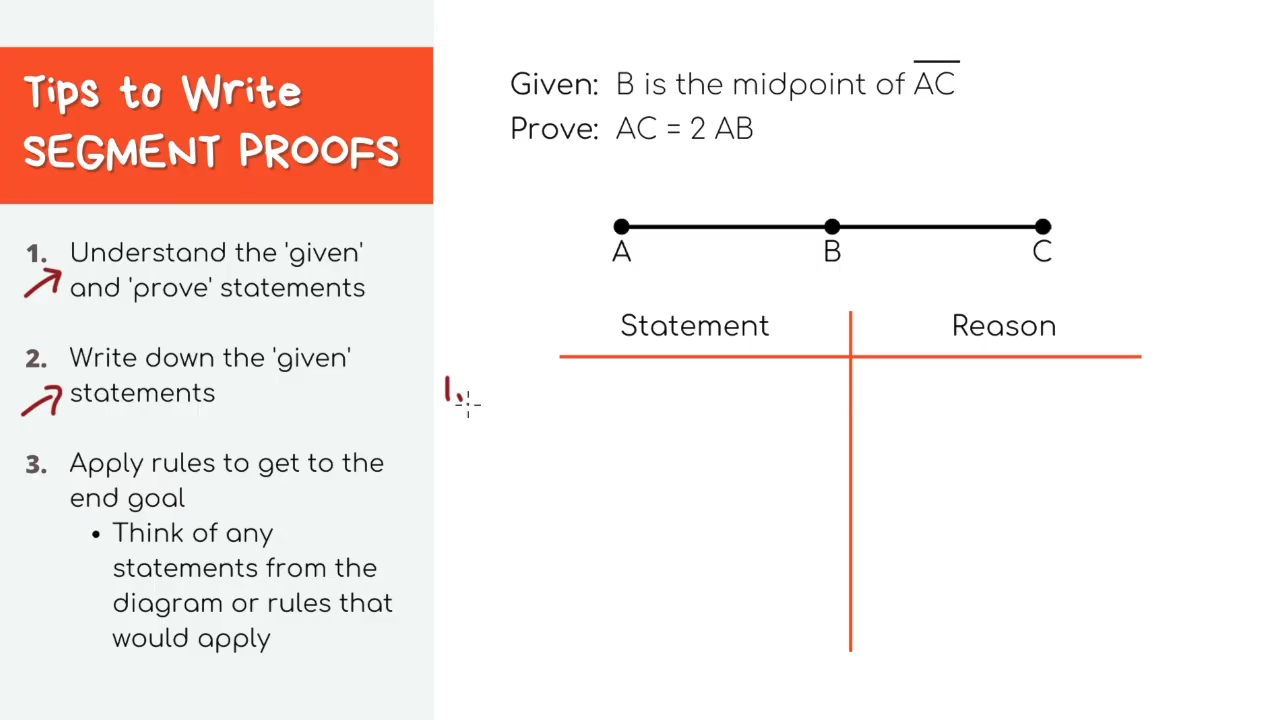 Tips to Write
SEGMENT PROOFS
1. Understand the 'given'
and 'prove' statements
2. Write down the 'given'
statements
3. Apply rules to get to the
end goal
• Think of any
statements from the
diagram or rules that
would apply
Given: B is the midpoint of A̅C̅
Prove: AC = 2 AB
A B C
Statement Reason
1.